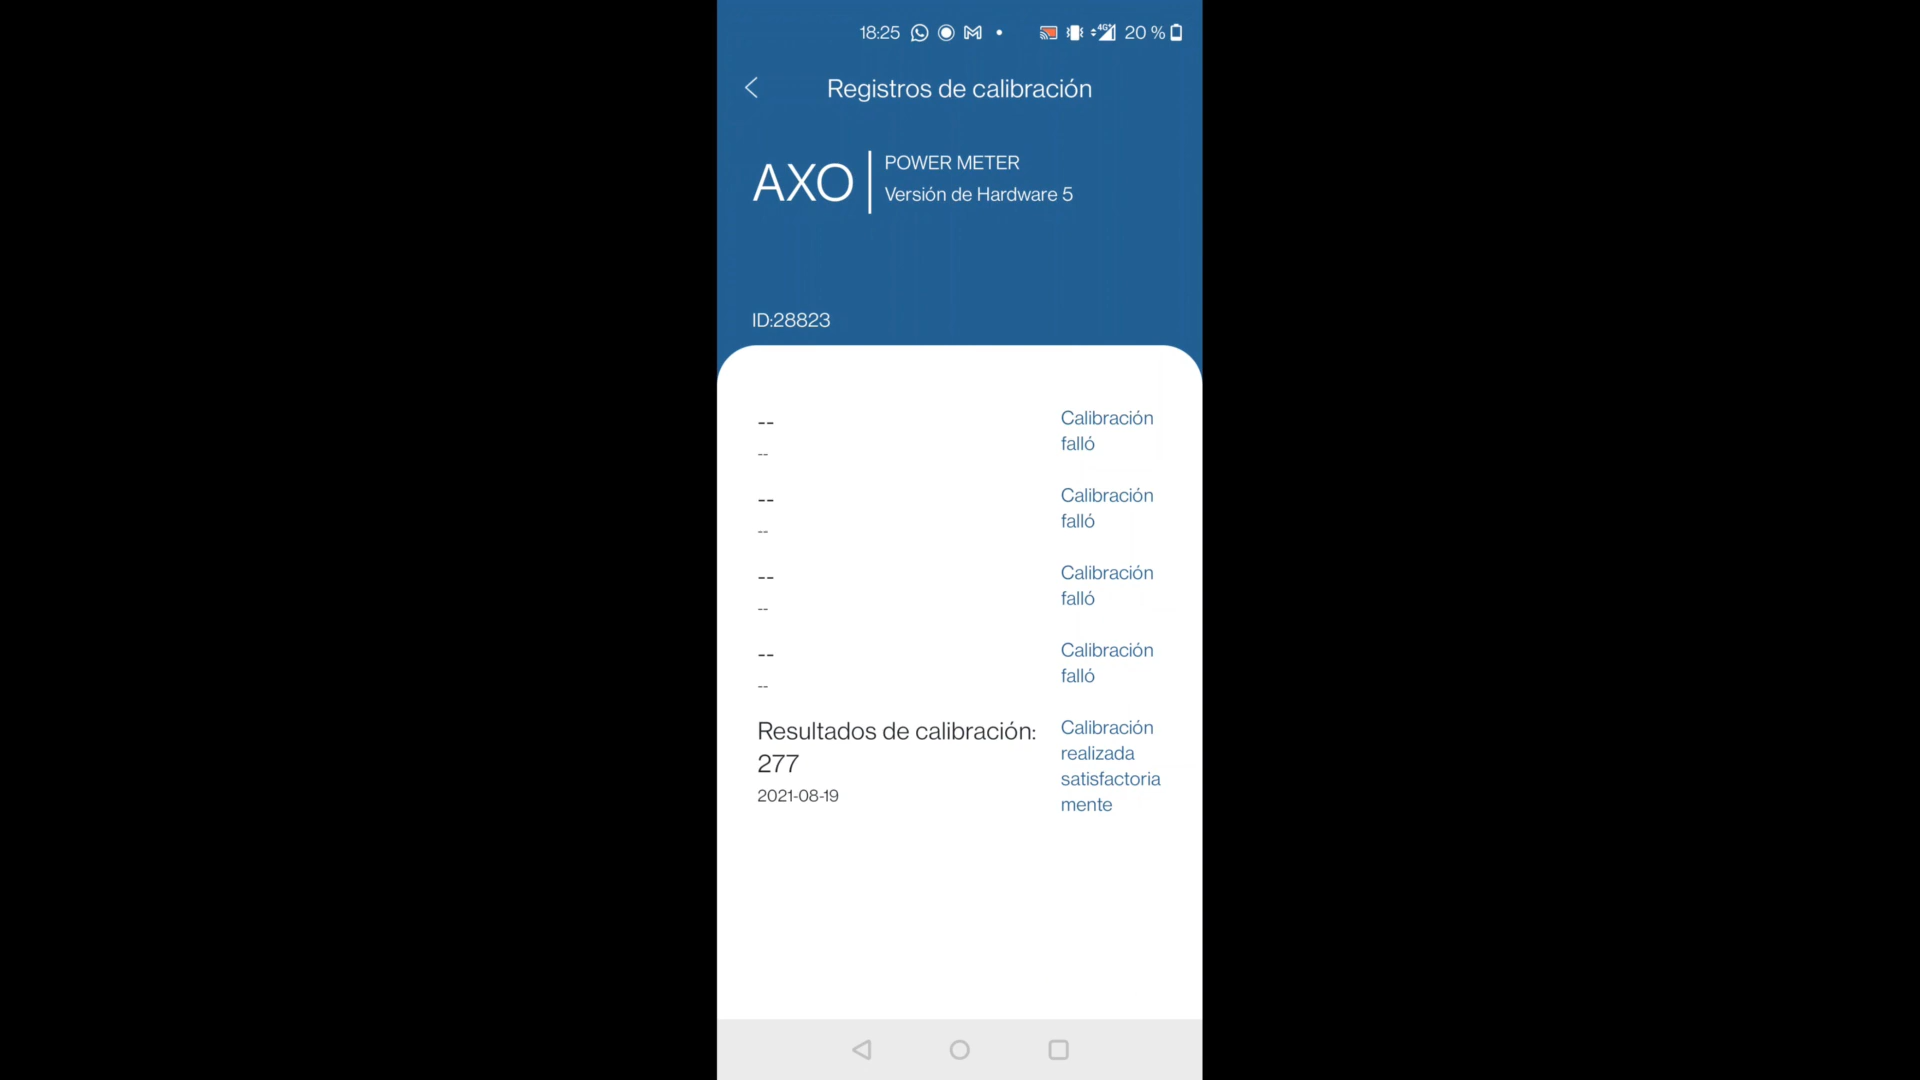 18:25 4G 20 %
Registros de calibración
AXO
POWER METER
Versión de Hardware 5
ID:28823
--
--
Calibración
falló
--
--
Calibración
falló
--
--
Calibración
falló
--
--
Calibración
falló
Resultados de calibración:
277
2021-08-19
Calibración
realizada
satisfactoria
mente